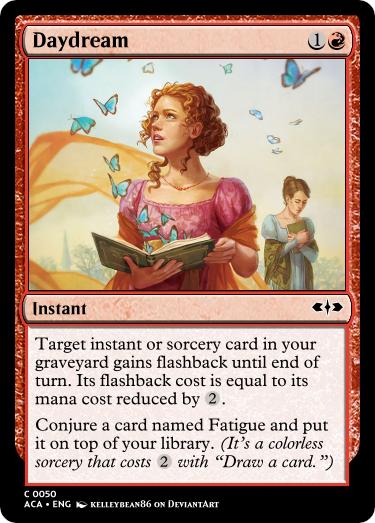 Daydream 1
Instant
Target instant or sorcery card in your
graveyard gains flashback until end of
turn. Its flashback cost is equal to its
mana cost reduced by 2.
Conjure a card named Fatigue and put
it on top of your library. (It's a colorless
sorcery that costs 2 with “Draw a card.”)
C 0050
ACA • ENG KELLEYBEAN86 ON DEVIANTART